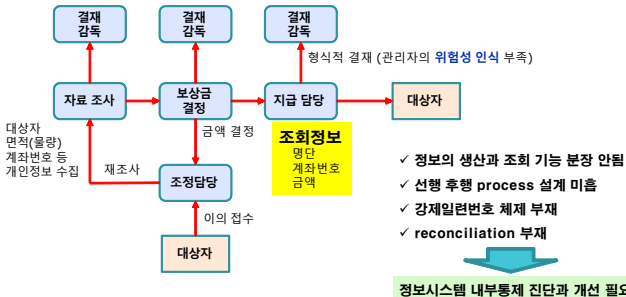 결재
감독
결재
감독
결재
감독
형식적 결재 (관리자의 위험성 인식 부족)
자료 조사
보상금
결정
지급 담당
대상자
대상자
면적(물량)
계좌번호 등
개인정보 수집
금액 결정
재조사
조정담당
이의 접수
대상자
조회정보
명단
계좌번호
금액
✓ 정보의 생산과 조회 기능 분장 안됨
✓ 선행 후행 process 설계 미흡
✓ 강제일련번호 체제 부재
✓ reconciliation 부재
정보시스템 내부통제 진단과 개선 필요